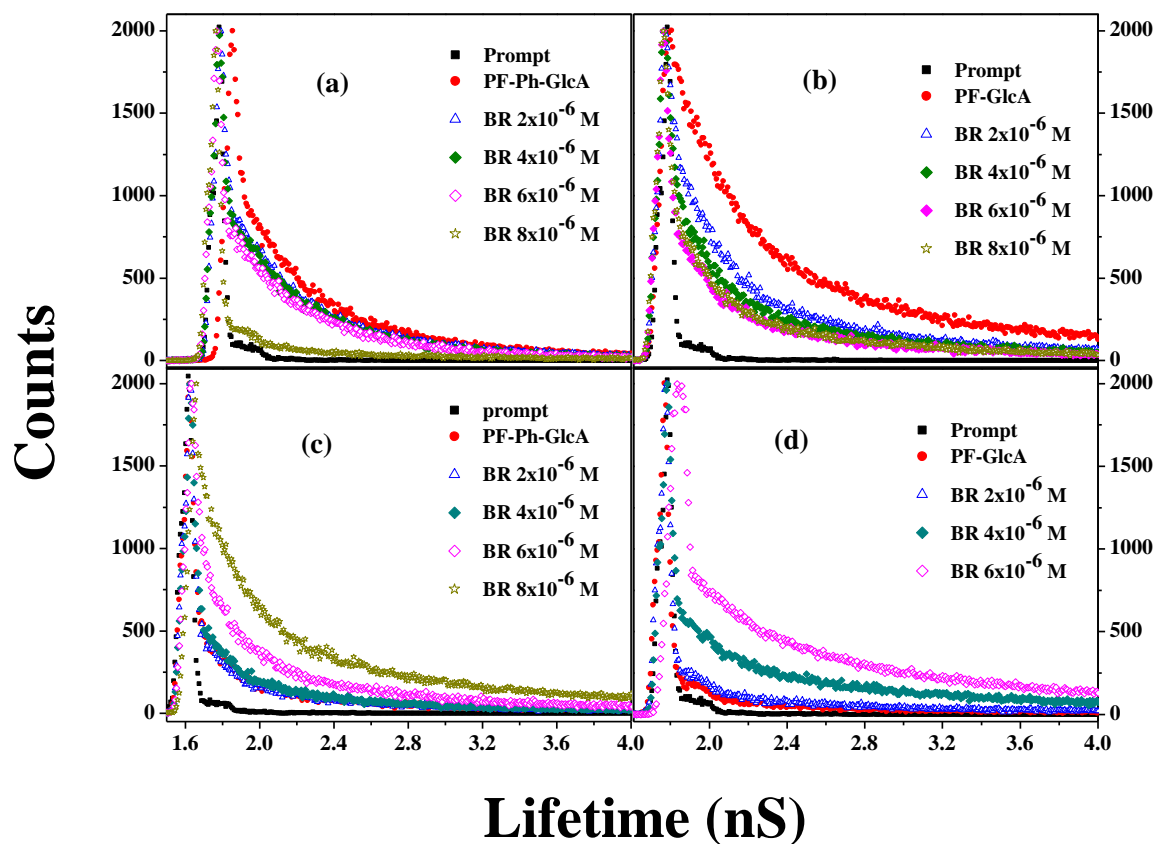 Counts
2000
1500
1000
500
0
(a)
Prompt
PF-Ph-GlcA
BR 2x10⁻⁶ M
BR 4x10⁻⁶ M
BR 6x10⁻⁶ M
BR 8x10⁻⁶ M
(b)
Prompt
PF-GlcA
BR 2x10⁻⁶ M
BR 4x10⁻⁶ M
BR 6x10⁻⁶ M
BR 8x10⁻⁶ M
2000
1500
1000
500
0
2000
1500
1000
500
0
(c)
prompt
PF-Ph-GlcA
BR 2x10⁻⁶ M
BR 4x10⁻⁶ M
BR 6x10⁻⁶ M
BR 8x10⁻⁶ M
(d)
Prompt
PF-GlcA
BR 2x10⁻⁶ M
BR 4x10⁻⁶ M
BR 6x10⁻⁶ M
2000
1500
1000
500
0
1.6 2.0 2.4 2.8 3.2 3.6 4.0
2.0 2.4 2.8 3.2 3.6 4.0
Lifetime (nS)